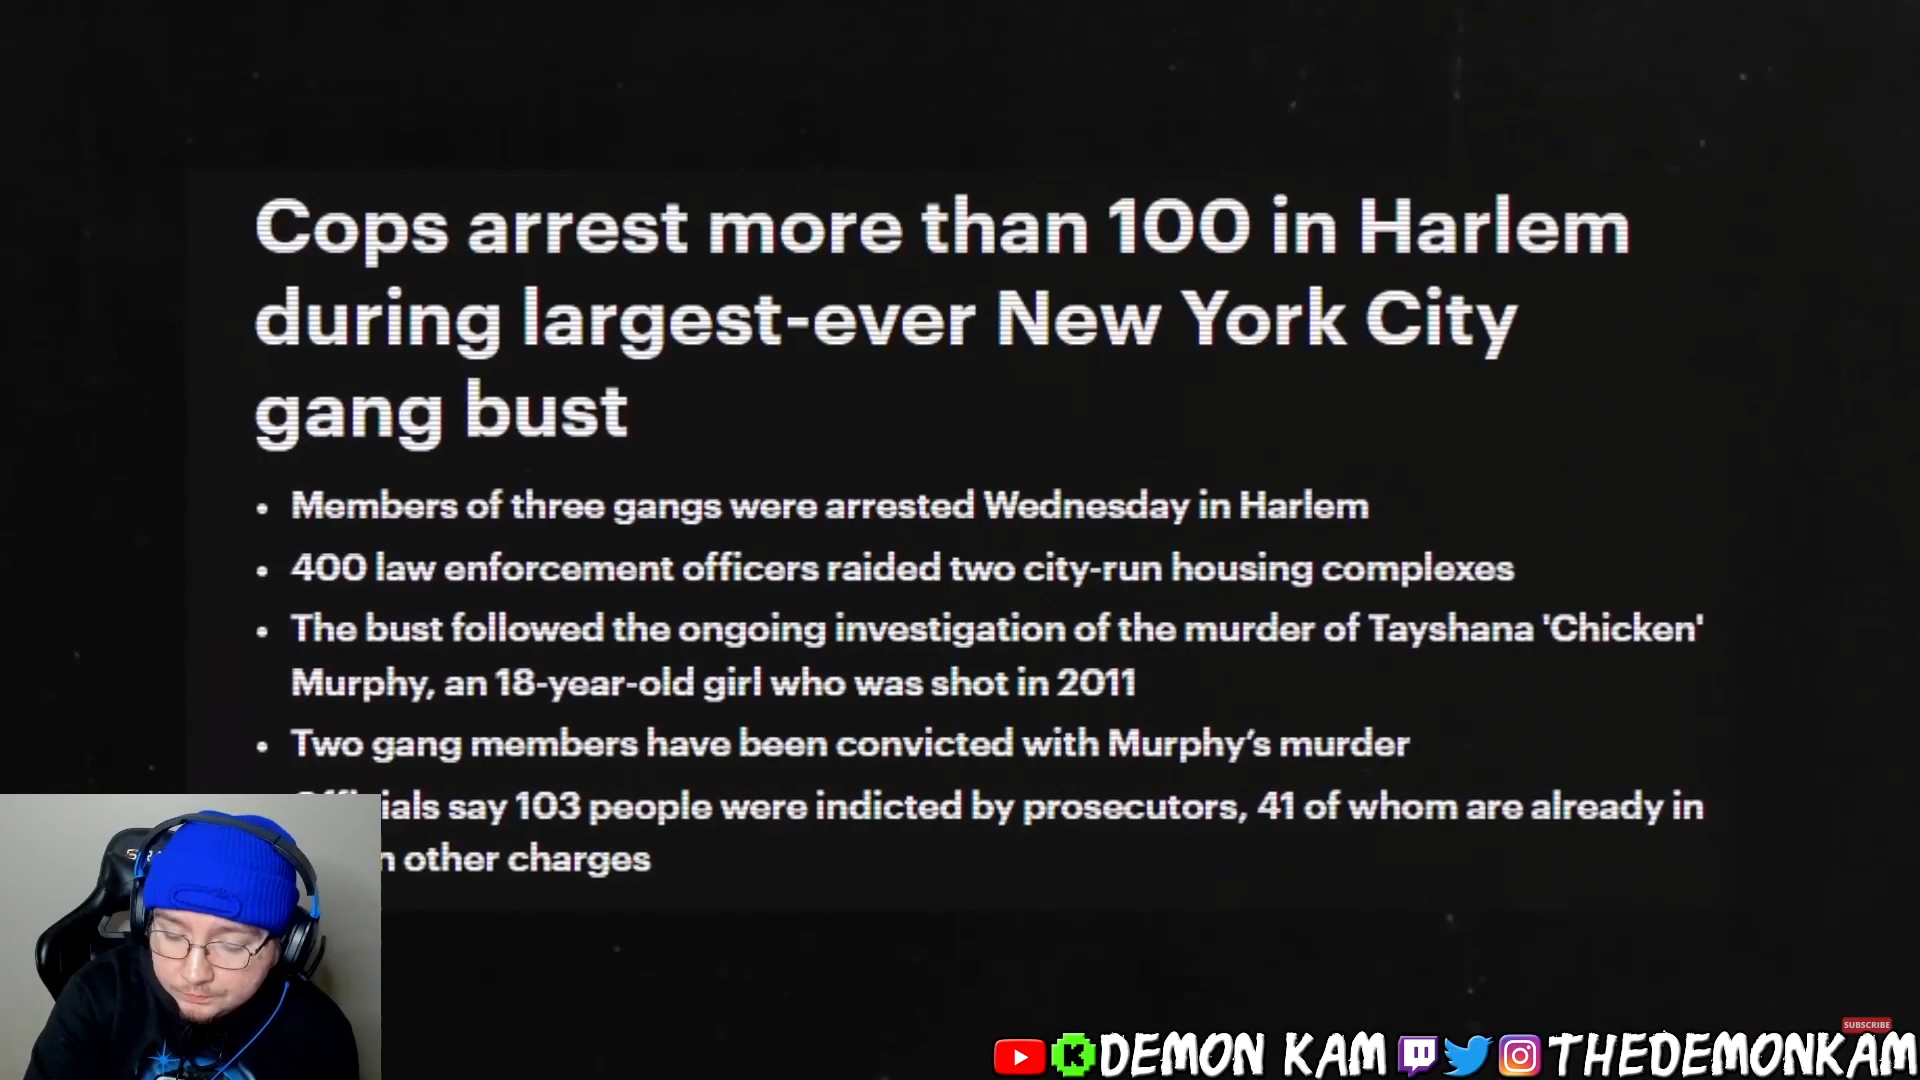 Cops arrest more than 100 in Harlem
during largest-ever New York City
gang bust
• Members of three gangs were arrested Wednesday in Harlem
• 400 law enforcement officers raided two city-run housing complexes
• The bust followed the ongoing investigation of the murder of Tayshana 'Chicken'
Murphy, an 18-year-old girl who was shot in 2011
• Two gang members have been convicted with Murphy’s murder
say 103 people were indicted by prosecutors, 41 of whom are already in
other charges
SUBSCRIBE
K DEMON KAM THEDEMONKAM